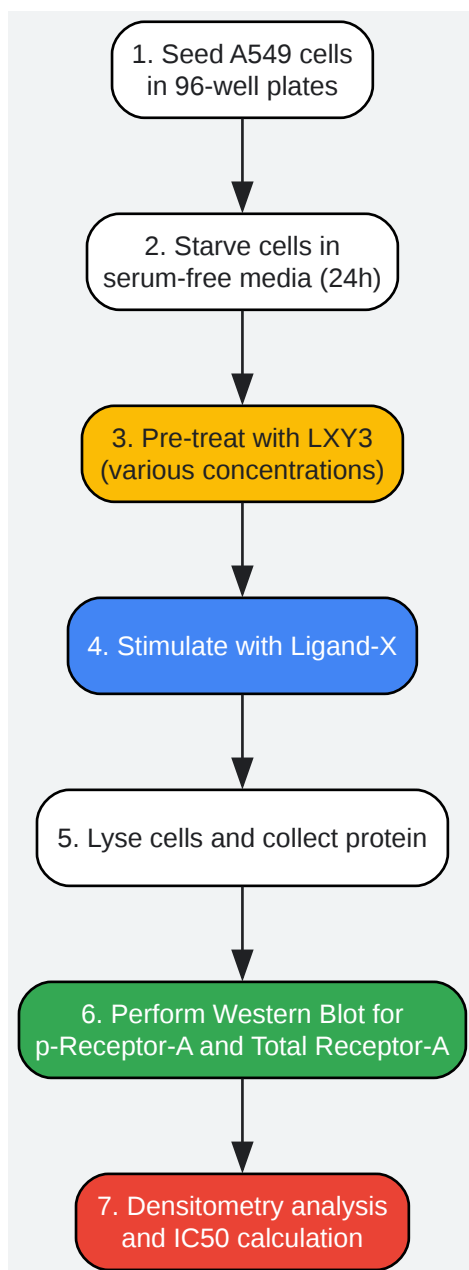 1. Seed A549 cells
in 96-well plates
2. Starve cells in
serum-free media (24h)
3. Pre-treat with LXY3
(various concentrations)
4. Stimulate with Ligand-X
5. Lyse cells and collect protein
6. Perform Western Blot for
p-Receptor-A and Total Receptor-A
7. Densitometry analysis
and IC50 calculation